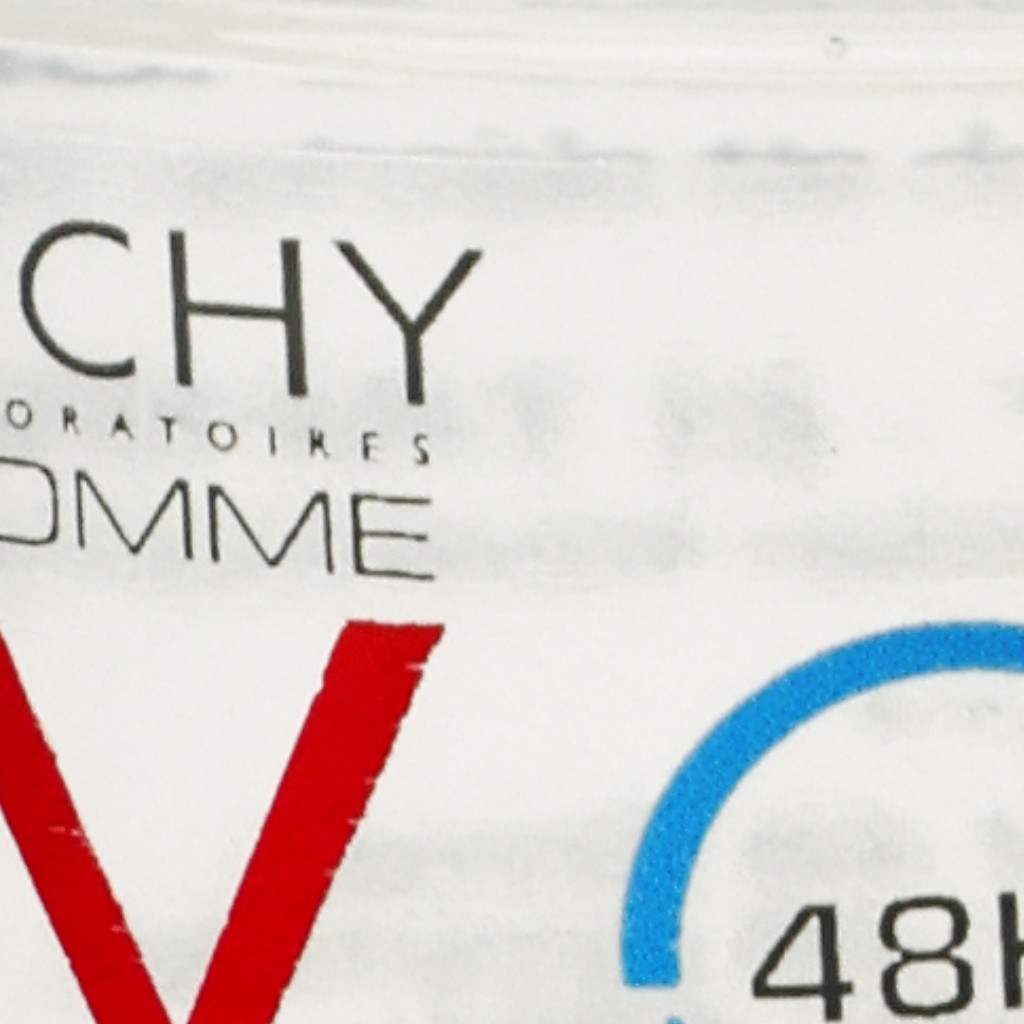 CHY
ORATOIRES
OMME
V
48H